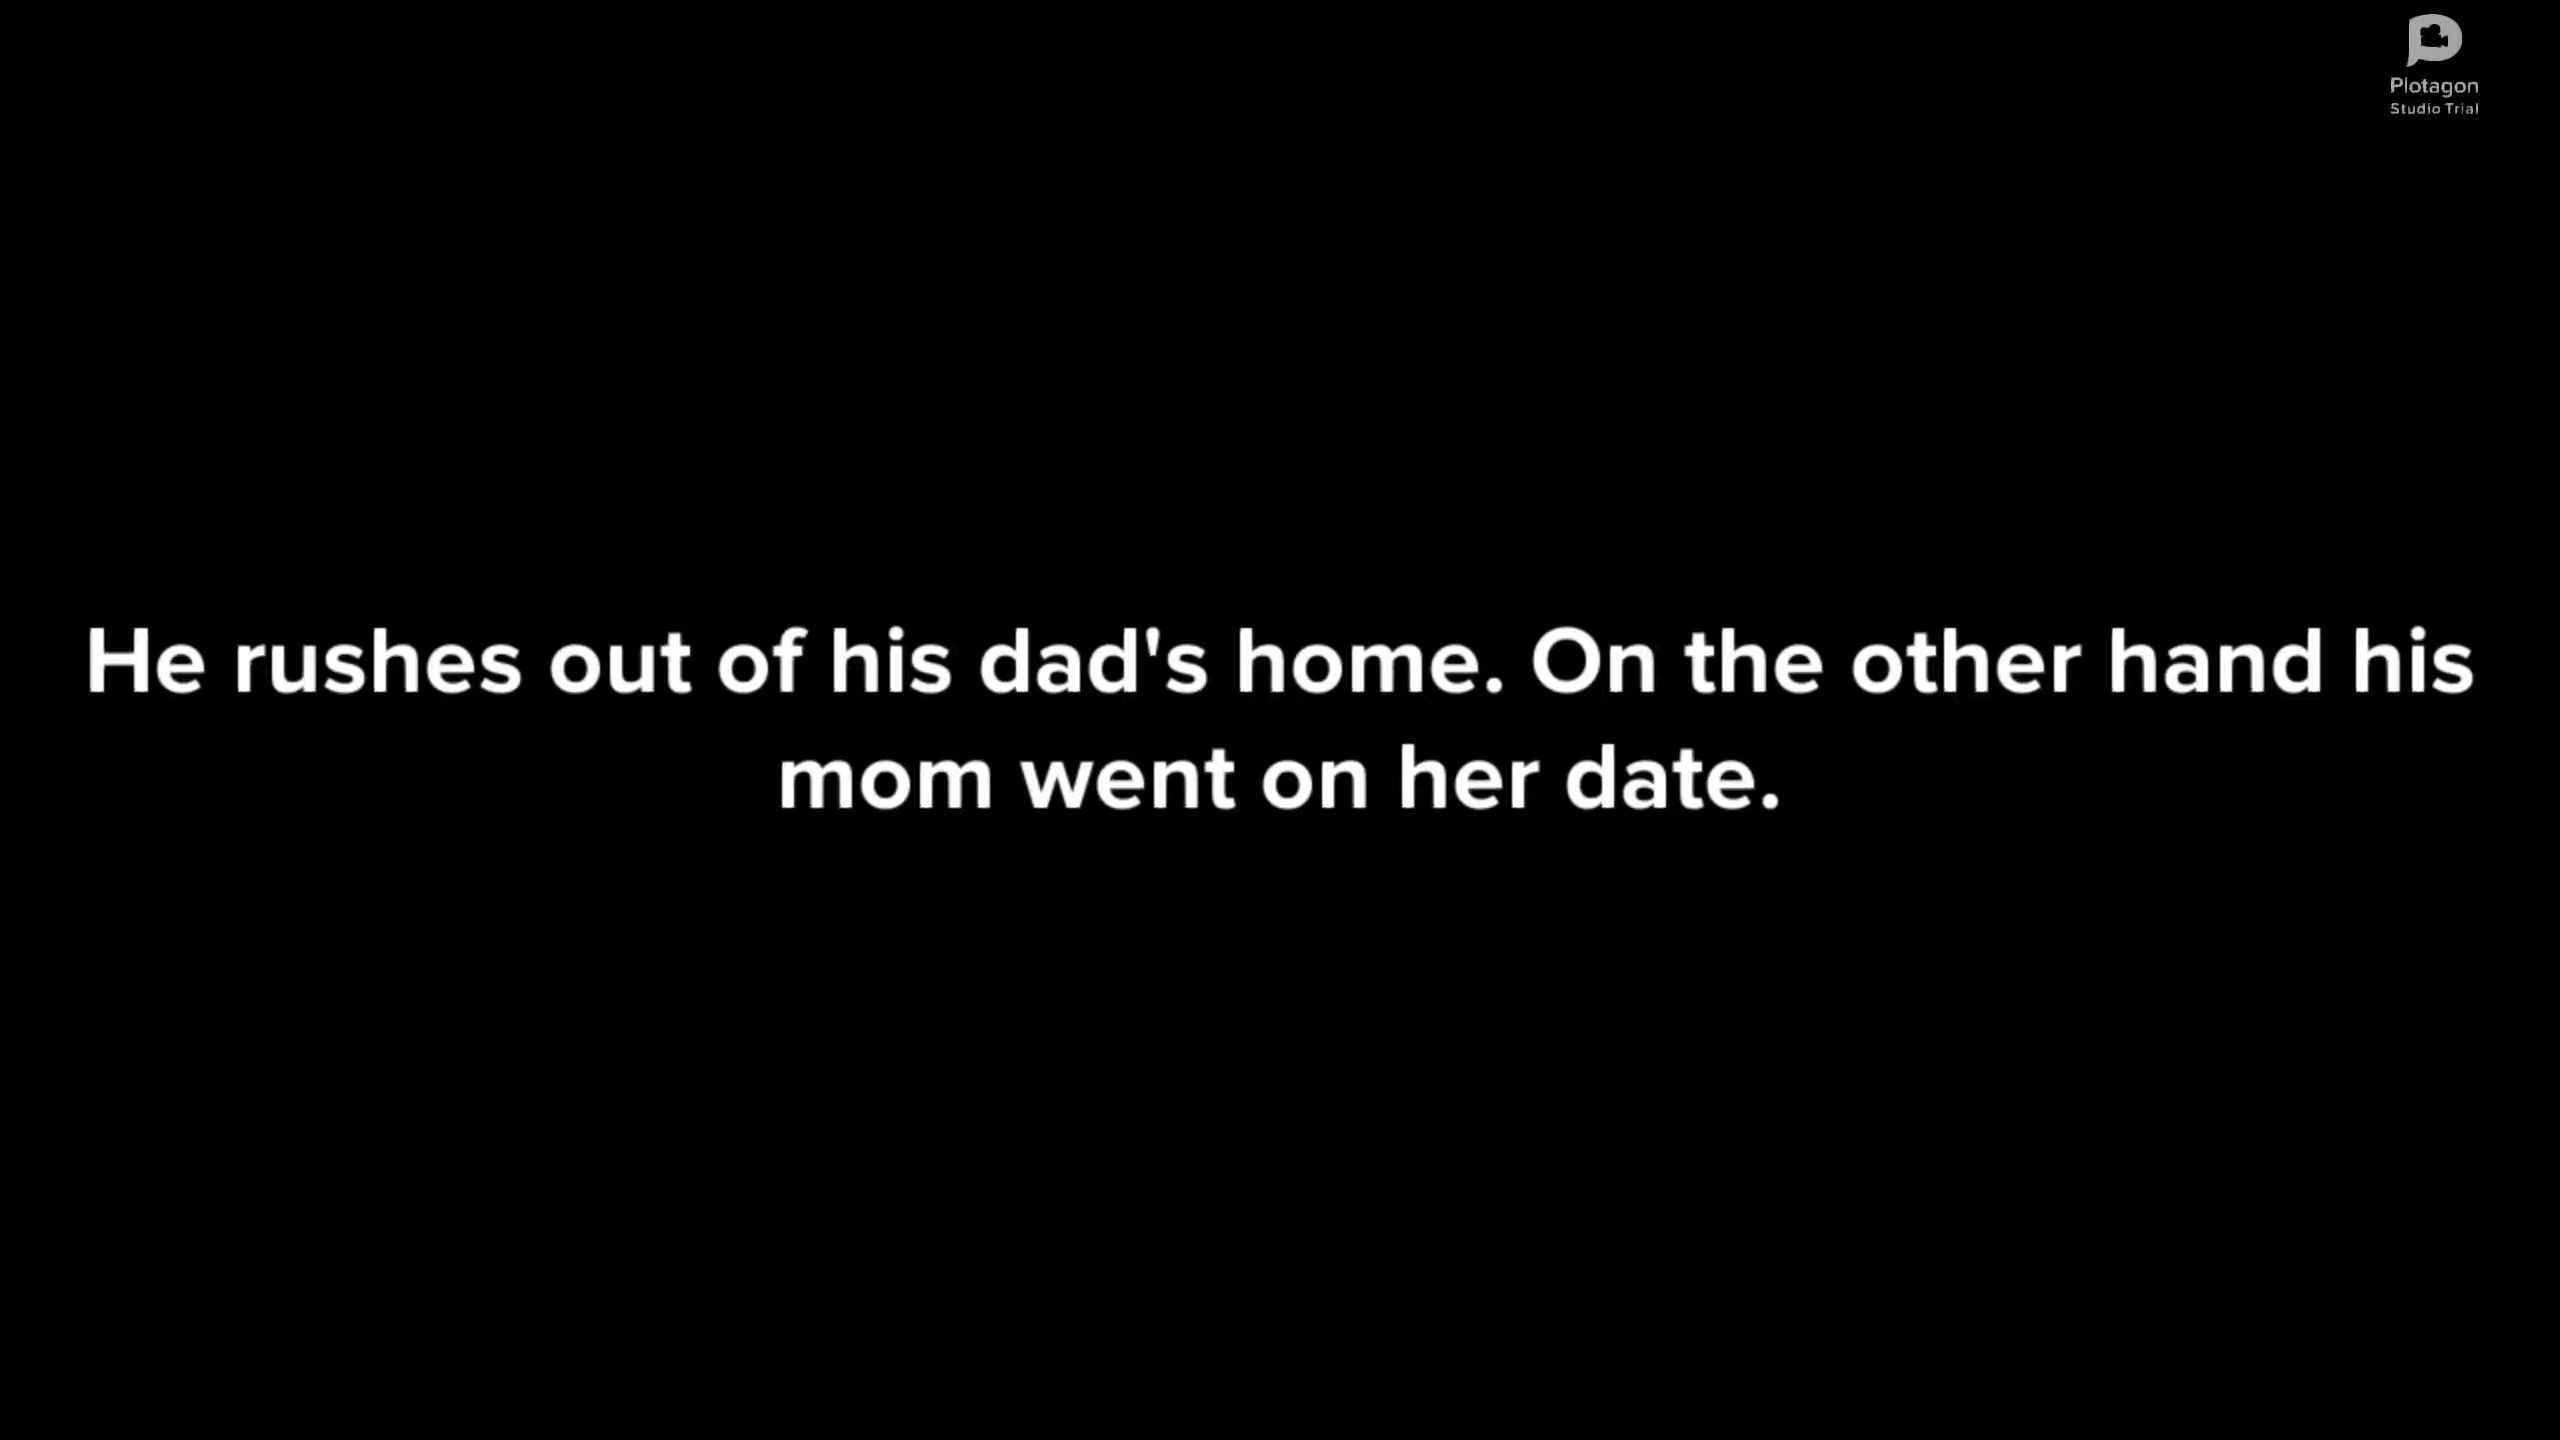 Plotagon
Studio Trial
He rushes out of his dad's home. On the other hand his
mom went on her date.